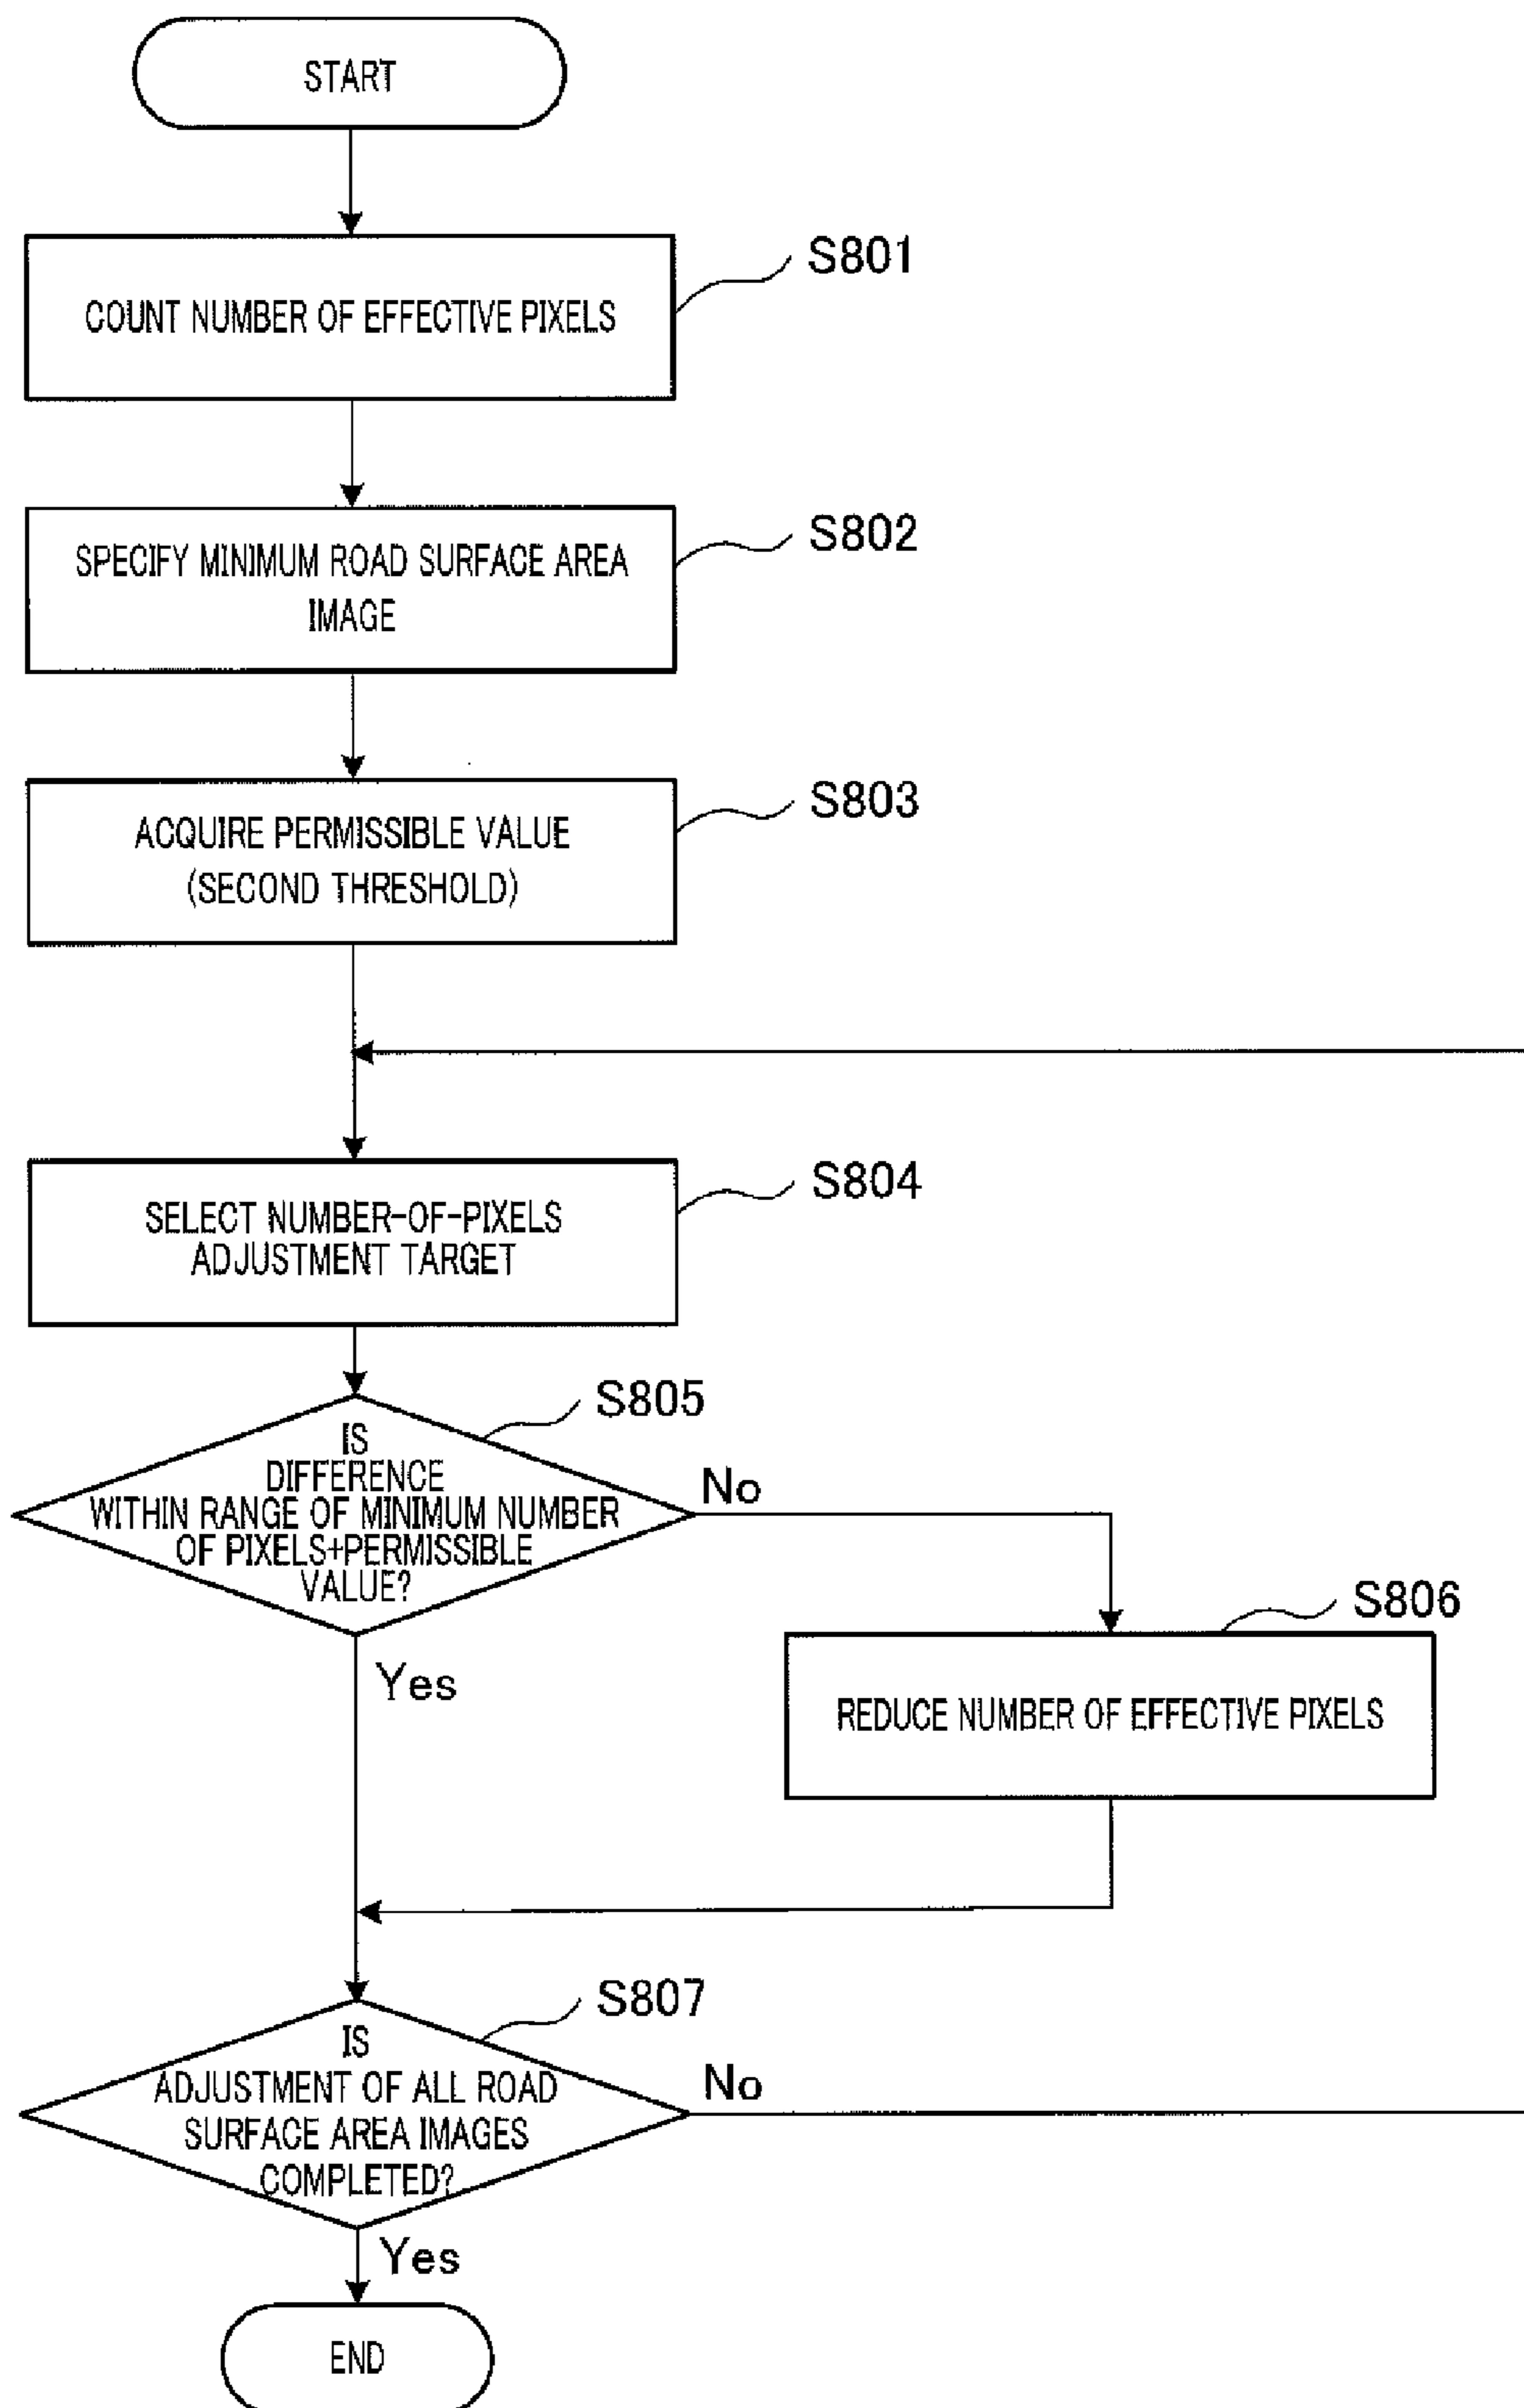 START
S801
COUNT NUMBER OF EFFECTIVE PIXELS
S802
SPECIFY MINIMUM ROAD SURFACE AREA
IMAGE
S803
ACQUIRE PERMISSIBLE VALUE
(SECOND THRESHOLD)
S804
SELECT NUMBER-OF-PIXELS
ADJUSTMENT TARGET
S805
IS
DIFFERENCE
WITHIN RANGE OF MINIMUM NUMBER
OF PIXELS+PERMISSIBLE
VALUE?
No
Yes
S806
REDUCE NUMBER OF EFFECTIVE PIXELS
S807
IS
ADJUSTMENT OF ALL ROAD
SURFACE AREA IMAGES
COMPLETED?
No
Yes
END